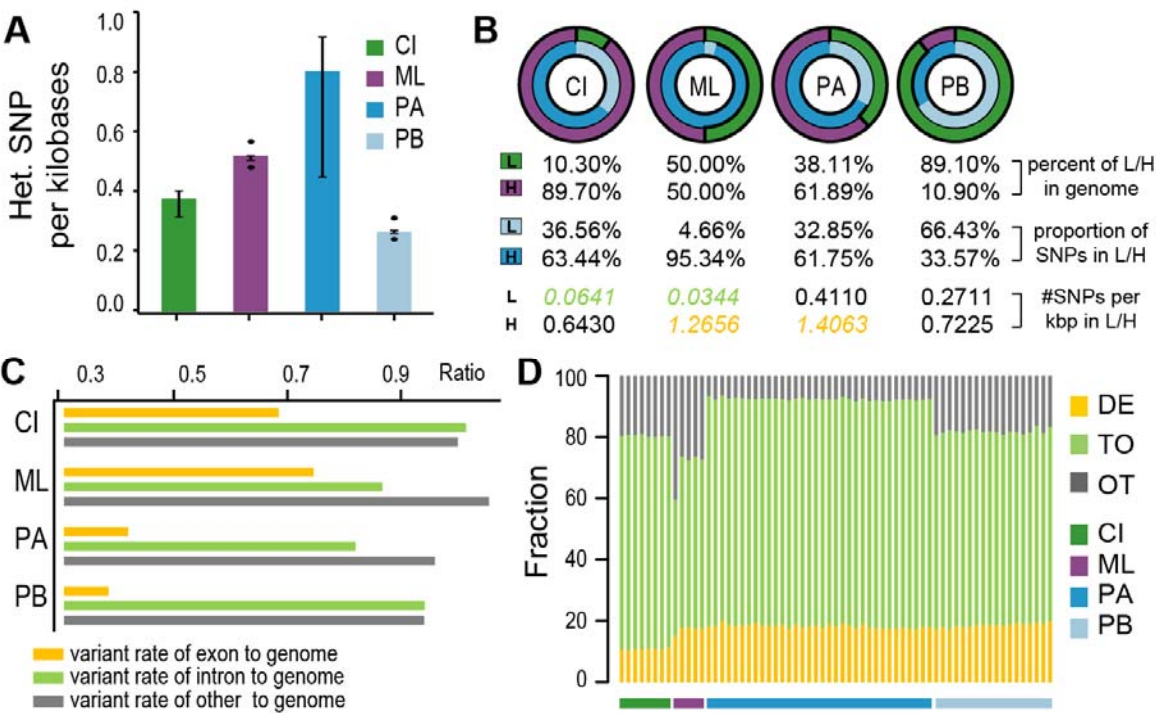 A
Het. SNP
per kilobases
1.0
0.8
0.6
0.4
0.2
0.0
CI
ML
PA
PB
B
CI ML PA PB
L 10.30% 50.00% 38.11% 89.10% percent of L/H
H 89.70% 50.00% 61.89% 10.90% in genome
L 36.56% 4.66% 32.85% 66.43% proportion of
H 63.44% 95.34% 61.75% 33.57% SNPs in L/H
L 0.0641 0.0344 0.4110 0.2711 #SNPs per
H 0.6430 1.2656 1.4063 0.7225 kbp in L/H
C
0.3 0.5 0.7 0.9 Ratio
CI
ML
PA
PB
variant rate of exon to genome
variant rate of intron to genome
variant rate of other to genome
D
Fraction
100
80
60
40
20
0
DE
TO
OT
CI
ML
PA
PB